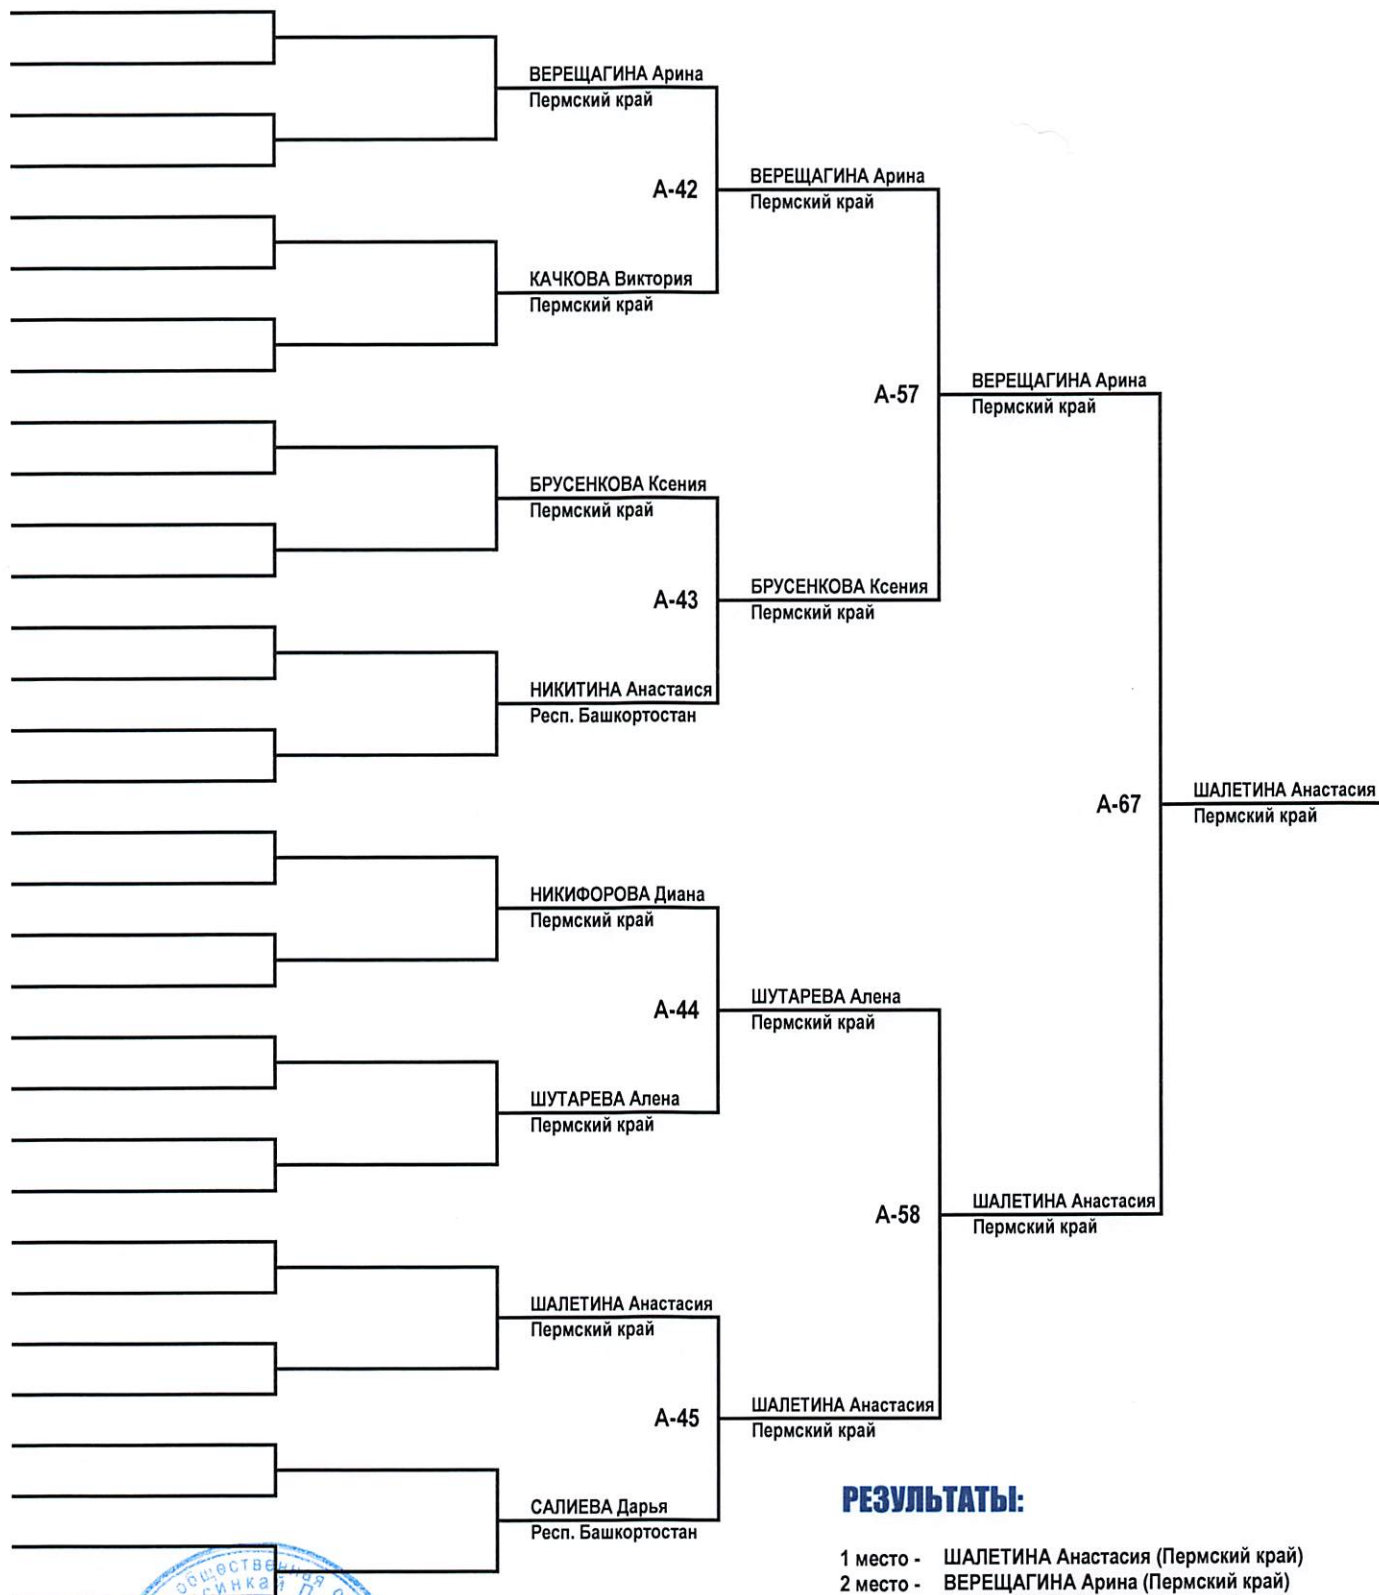 ВЕРЕЩАГИНА Арина
Пермский край
А-42
ВЕРЕЩАГИНА Арина
Пермский край
КАЧКОВА Виктория
Пермский край
А-57
ВЕРЕЩАГИНА Арина
Пермский край
БРУСЕНКОВА Ксения
Пермский край
А-43
БРУСЕНКОВА Ксения
Пермский край
НИКИТИНА Анастаися
Респ. Башкортостан
А-67
ШАЛЕТИНА Анастасия
Пермский край
НИКИФОРОВА Диана
Пермский край
А-44
ШУТАРЕВА Алена
Пермский край
ШУТАРЕВА Алена
Пермский край
А-58
ШАЛЕТИНА Анастасия
Пермский край
ШАЛЕТИНА Анастасия
Пермский край
А-45
ШАЛЕТИНА Анастасия
Пермский край
САЛИЕВА Дарья
Респ. Башкортостан
РЕЗУЛЬТАТЫ:
1 место - ШАЛЕТИНА Анастасия (Пермский край)
2 место - ВЕРЕЩАГИНА Арина (Пермский край)
общественная